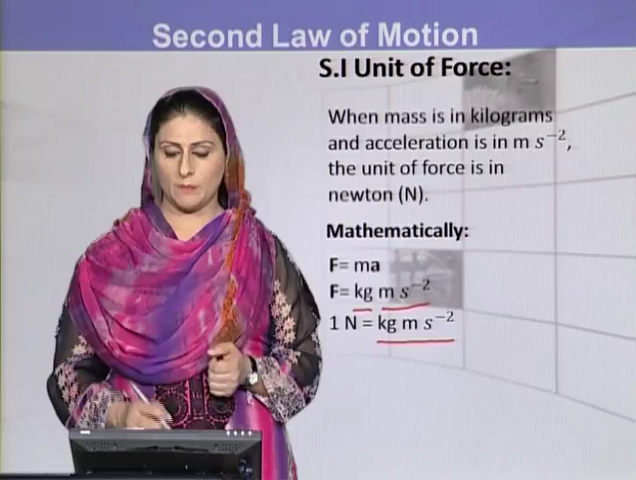 Second Law of Motion
S.I Unit of Force:
When mass is in kilograms
and acceleration is in m s⁻²,
the unit of force is in
newton (N).
Mathematically:
F= ma
F= kg m s⁻²
1 N = kg m s⁻²